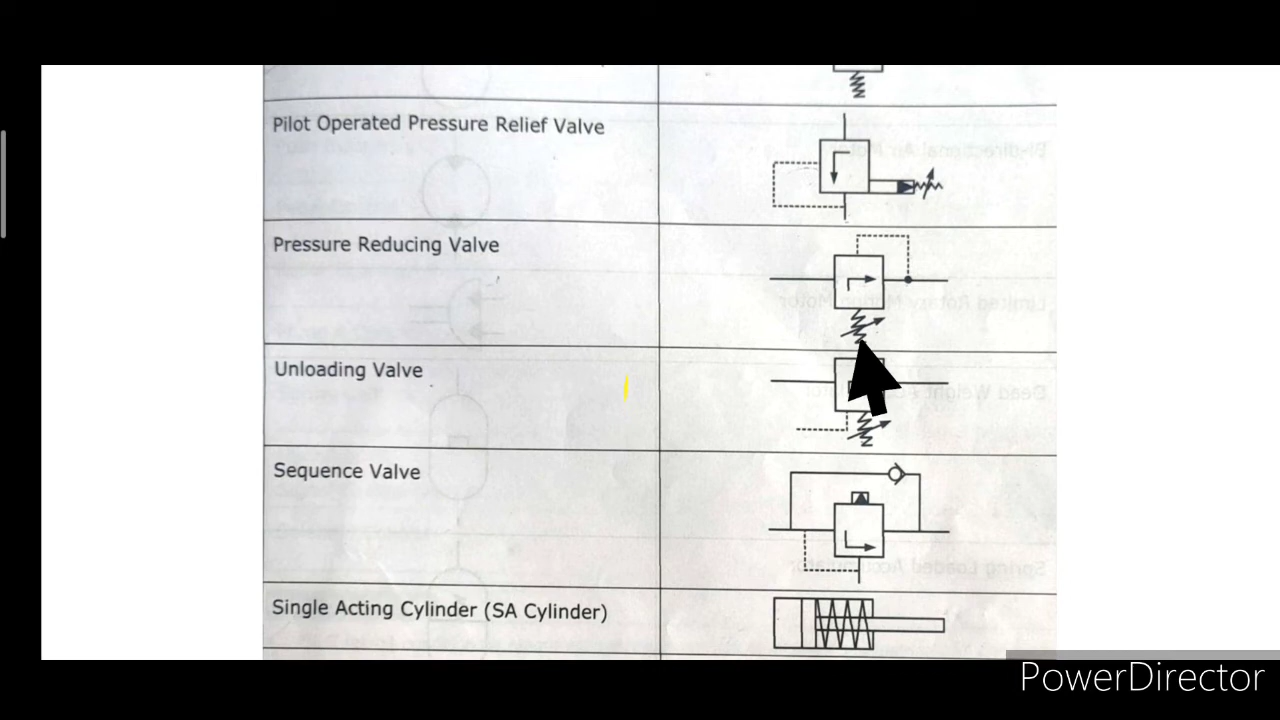 Pilot Operated Pressure Relief Valve
Pressure Reducing Valve
Unloading Valve
Sequence Valve
Single Acting Cylinder (SA Cylinder)
PowerDirector